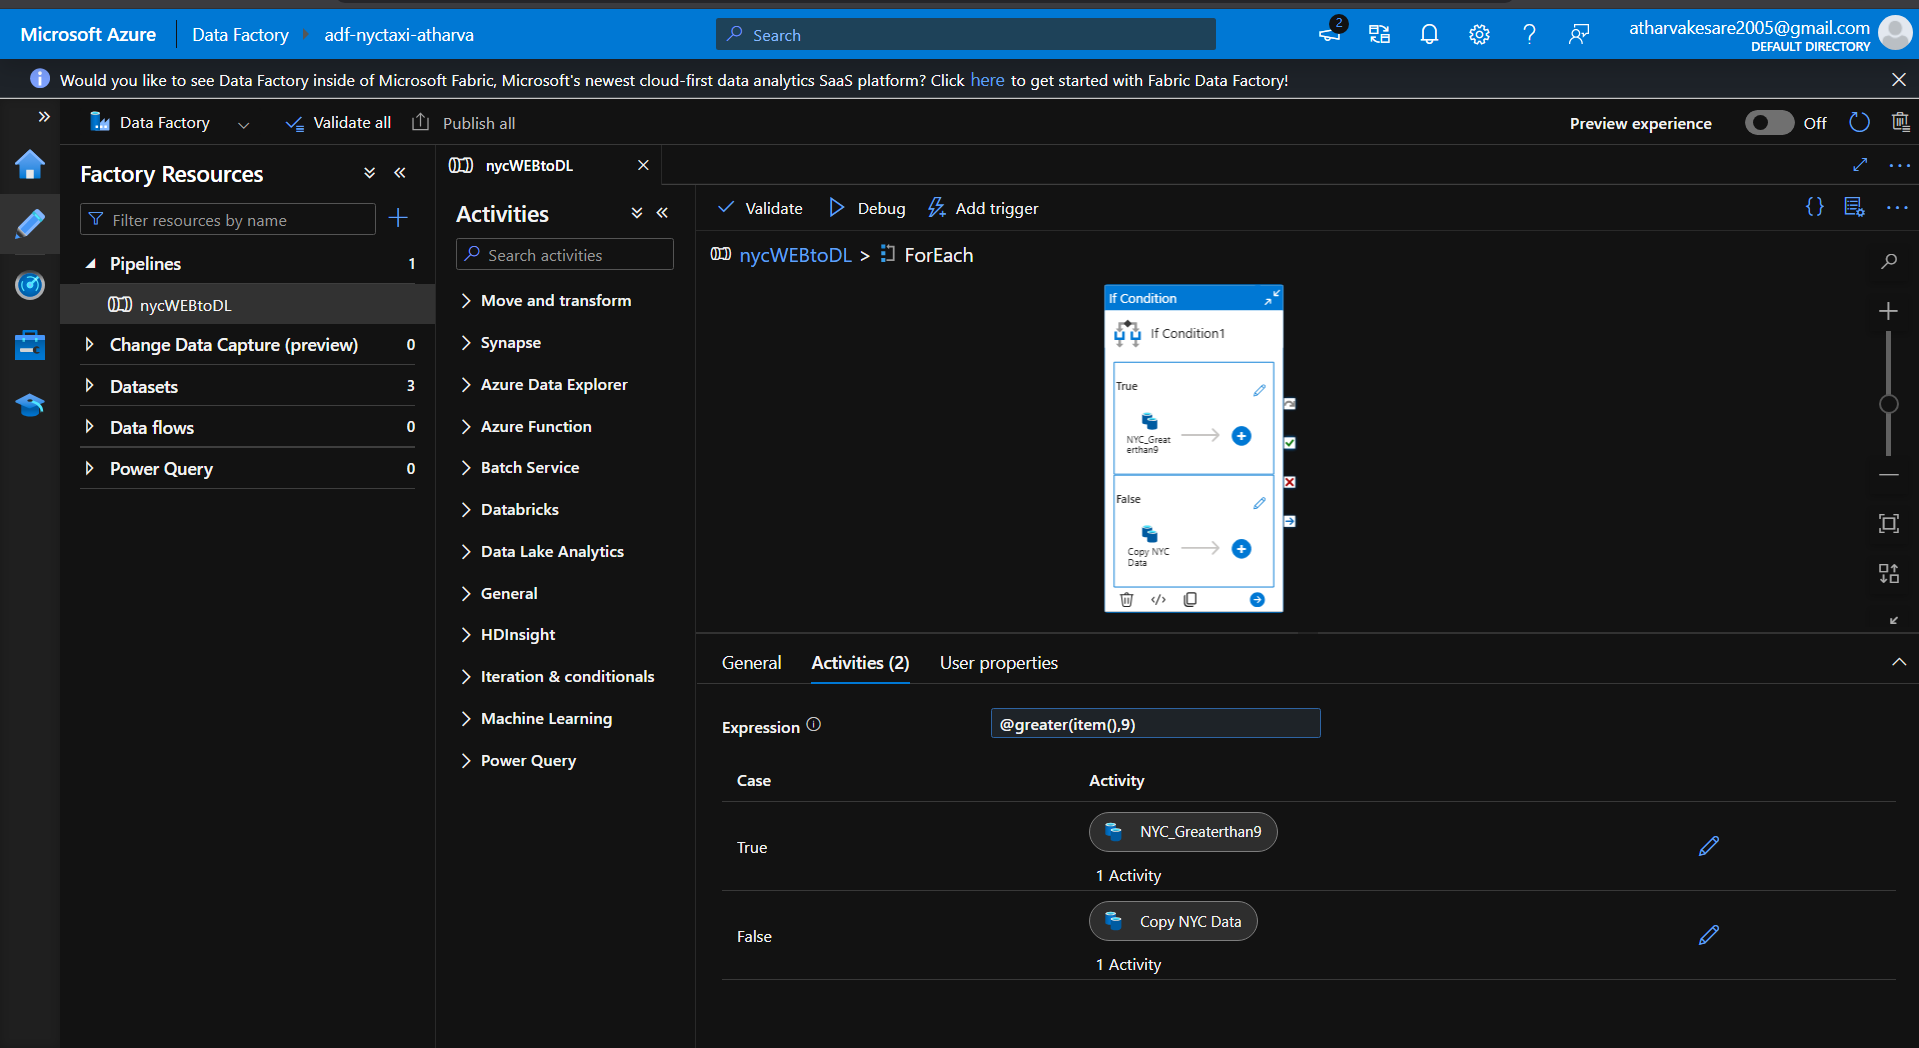 Microsoft Azure
Data Factory
adf-nyctaxi-atharva
Search
2
atharvakesare2005@gmail.com
DEFAULT DIRECTORY
Would you like to see Data Factory inside of Microsoft Fabric, Microsoft's newest cloud-first data analytics SaaS platform? Click here to get started with Fabric Data Factory!
Data Factory
Validate all
Publish all
Preview experience
Off
Factory Resources
Filter resources by name
Pipelines 1
nycWEBtoDL
Change Data Capture (preview) 0
Datasets 3
Data flows 0
Power Query 0
nycWEBtoDL
Activities
Search activities
Move and transform
Synapse
Azure Data Explorer
Azure Function
Batch Service
Databricks
Data Lake Analytics
General
HDInsight
Iteration & conditionals
Machine Learning
Power Query
Validate
Debug
Add trigger
nycWEBtoDL > ForEach
If Condition
If Condition1
True
NYC_Great
erthan9
False
Copy NYC
Data
General
Activities (2)
User properties
Expression
@greater(item(),9)
Case Activity
True
NYC_Greaterthan9
1 Activity
False
Copy NYC Data
1 Activity